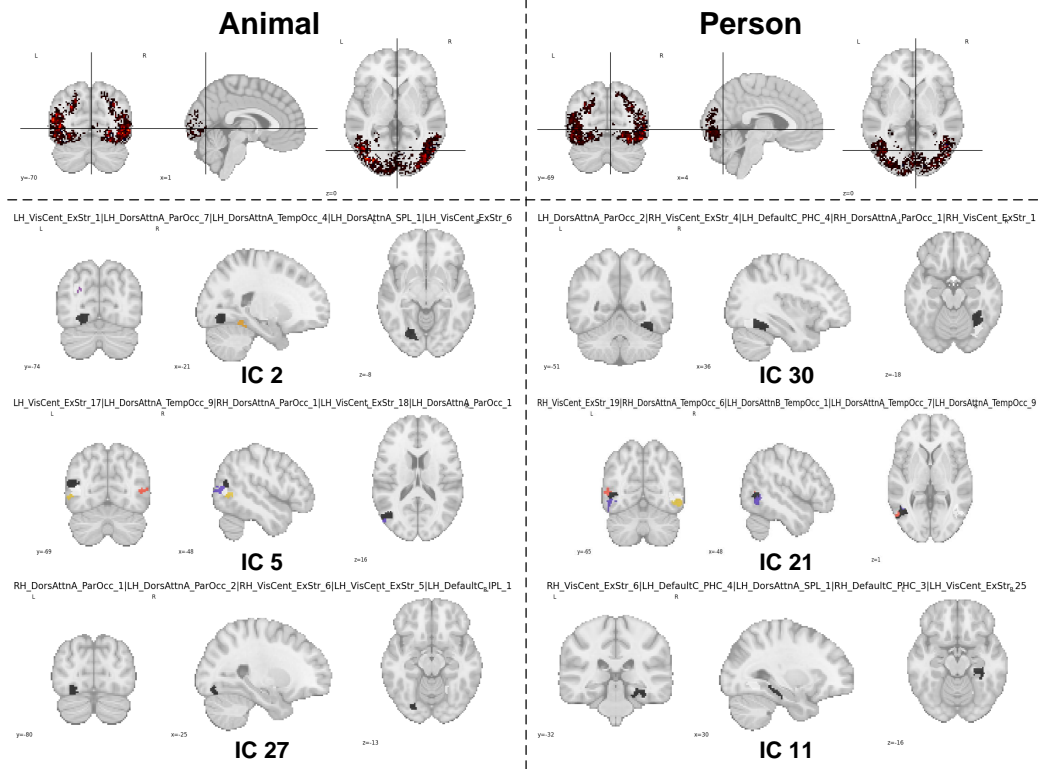 Animal
Person
L R L R
L R L R
y=-70 x=1 z=0
y=-69 x=4 z=0
LH_VisCent_ExStr_1|LH_DorsAttnA_ParOcc_7|LH_DorsAttnA_TempOcc_4|LH_DorsAttnA_SPL_1|LH_VisCent_ExStr_6
LH_DorsAttnA_ParOcc_2|RH_VisCent_ExStr_4|LH_DefaultC_PHC_4|RH_DorsAttnA_ParOcc_1|RH_VisCent_ExStr_1
L R
L R
y=-74 x=-21 z=-8
y=-51 x=36 z=-18
IC 2
IC 30
LH_VisCent_ExStr_17|LH_DorsAttnA_TempOcc_9|RH_DorsAttnA_ParOcc_1|LH_VisCent_ExStr_18|LH_DorsAttnA_ParOcc_1
RH_VisCent_ExStr_19|RH_DorsAttnA_TempOcc_6|LH_DorsAttnB_TempOcc_1|LH_DorsAttnA_TempOcc_7|LH_DorsAttnA_TempOcc_9
L R
L R
y=-69 x=-48 z=16
y=-65 x=-48 z=1
IC 5
IC 21
RH_DorsAttnA_ParOcc_1|LH_DorsAttnA_ParOcc_2|RH_VisCent_ExStr_6|LH_VisCent_ExStr_5|LH_DefaultC_IPL_1
RH_VisCent_ExStr_6|LH_DefaultC_PHC_4|LH_DorsAttnA_SPL_1|RH_DefaultC_PHC_3|LH_VisCent_ExStr_25
L R
L R
y=-80 x=-25 z=-13
y=-32 x=30 z=-16
IC 27
IC 11